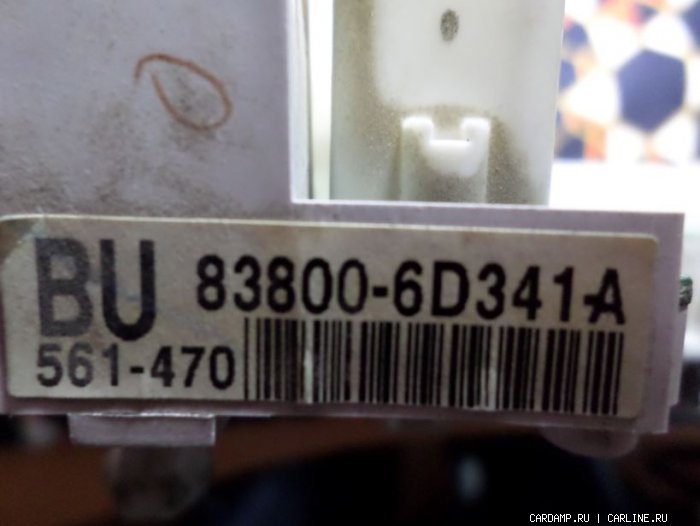 BU 83800-6D341-A
561-470
CARDAMP.RU | CARLINE.RU